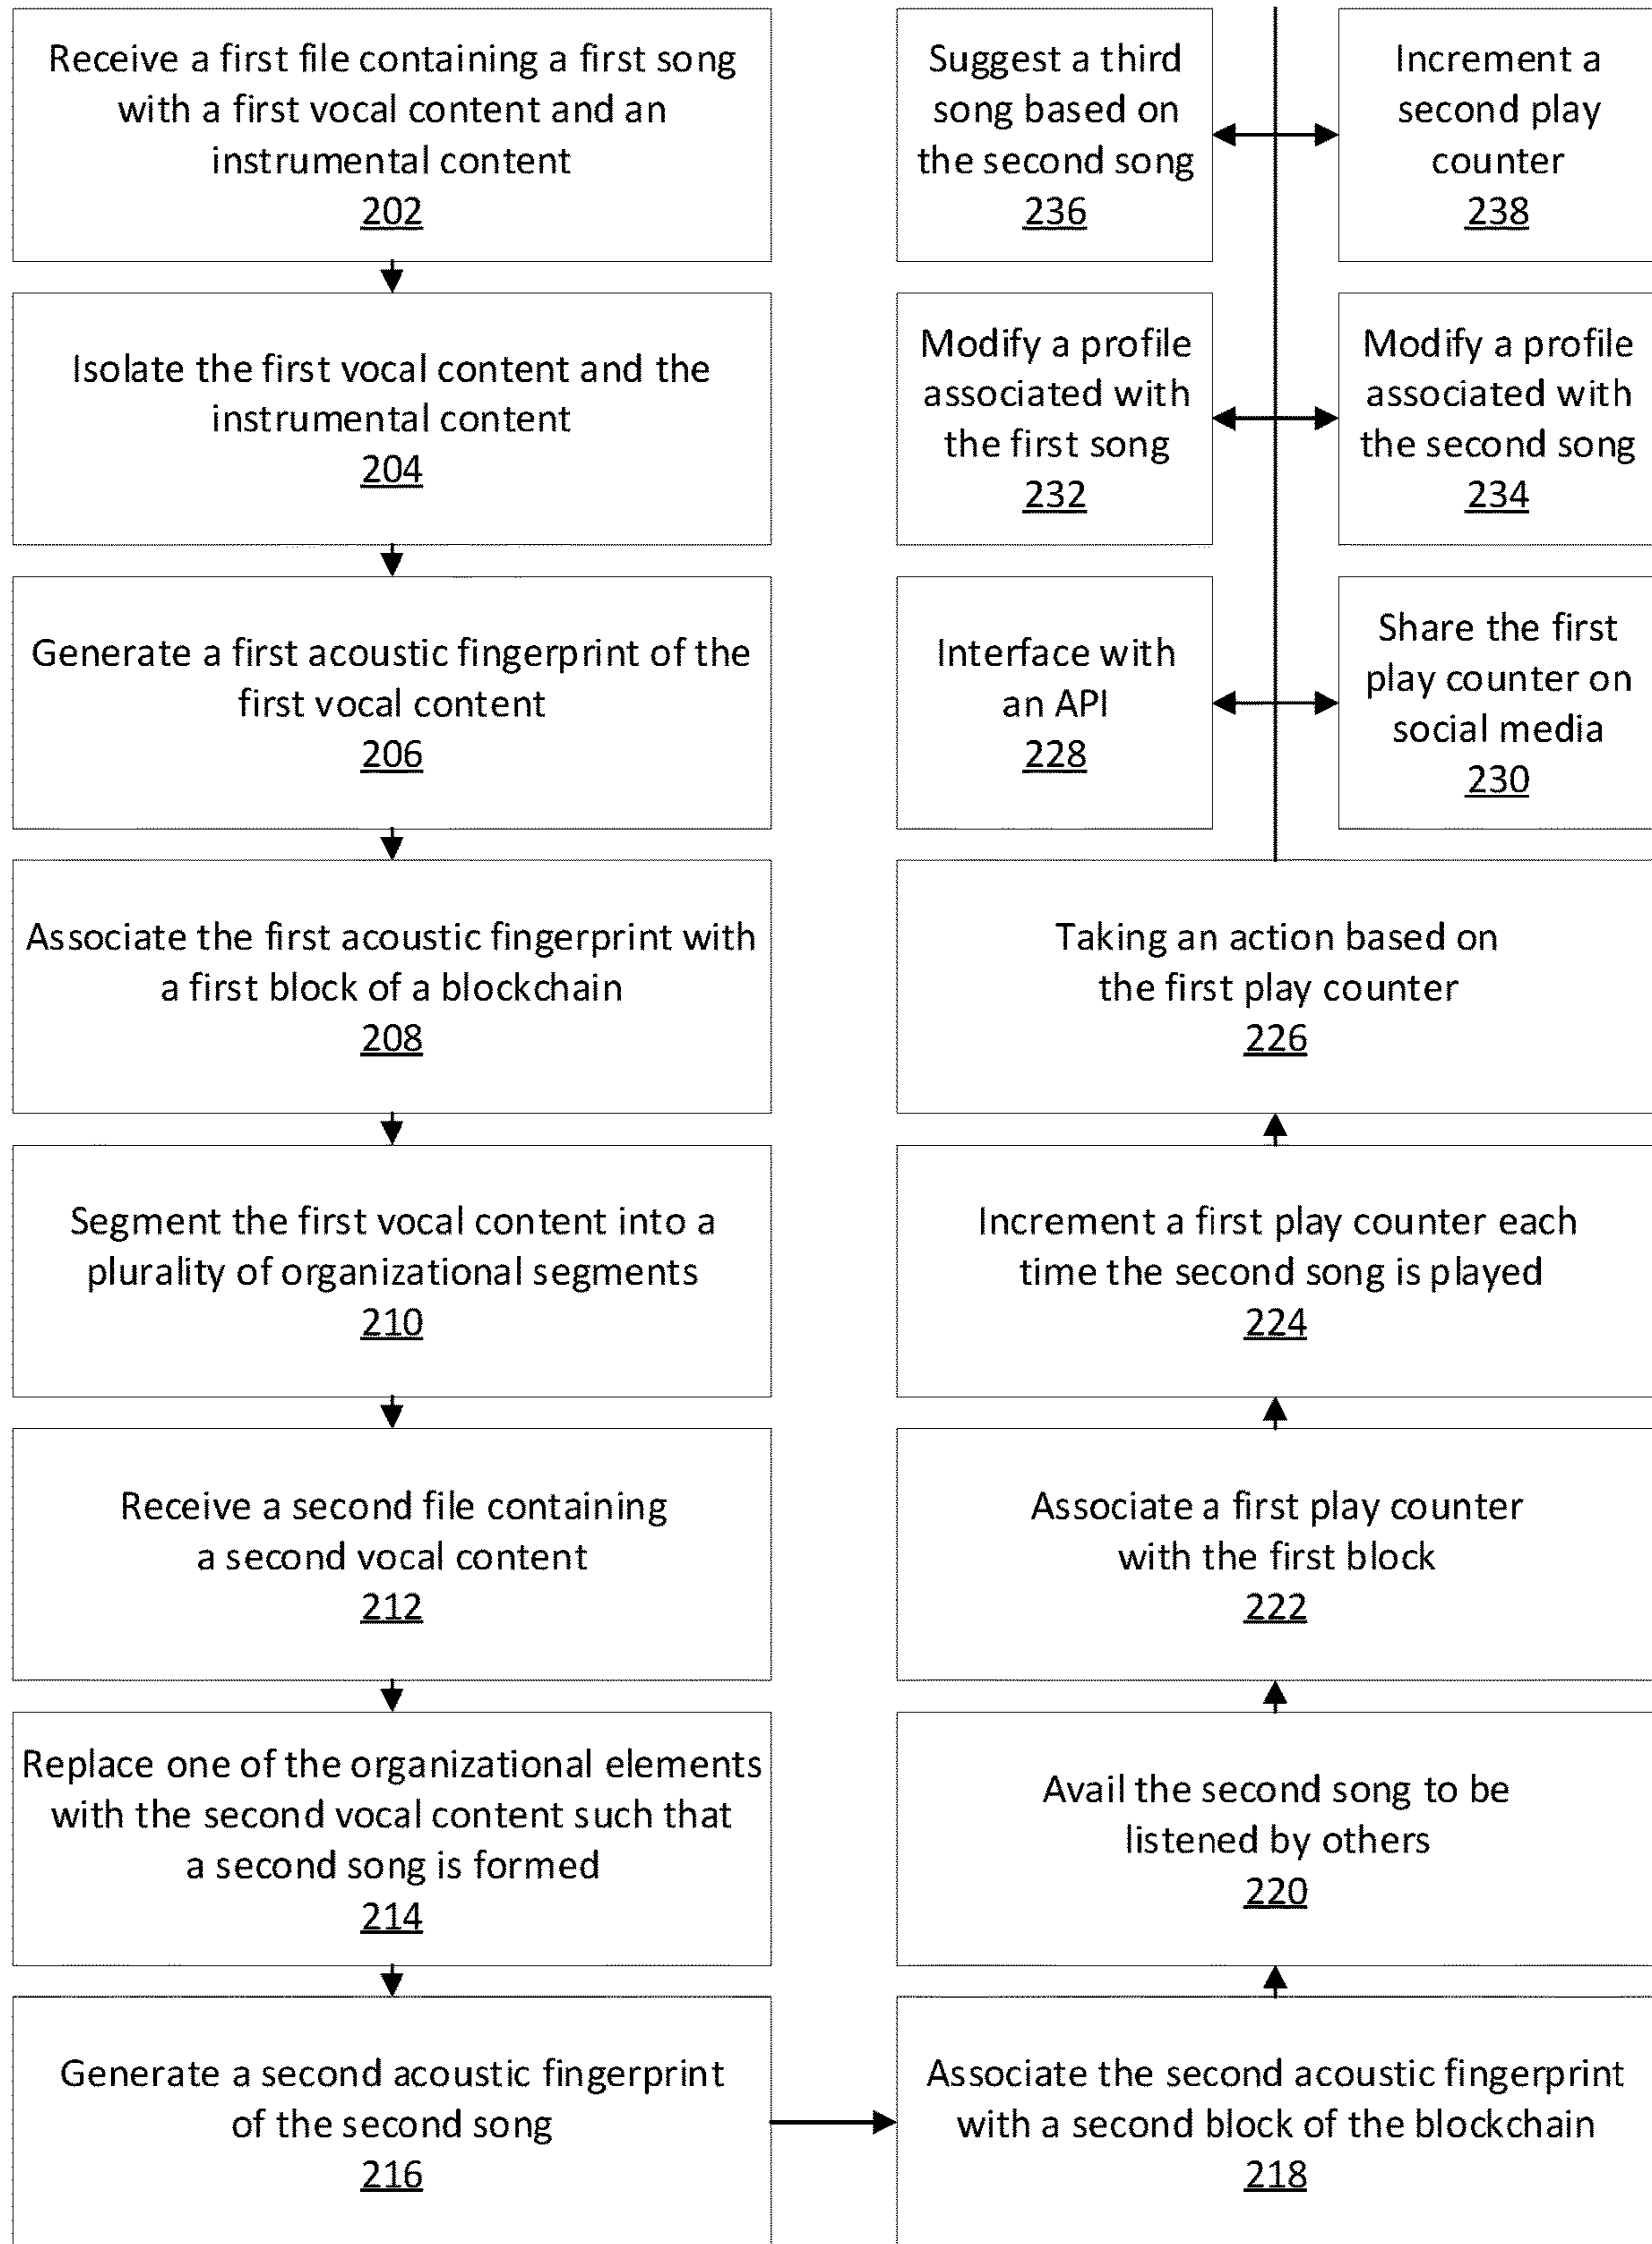 Receive a first file containing a first song
with a first vocal content and an
instrumental content
202
Isolate the first vocal content and the
instrumental content
204
Generate a first acoustic fingerprint of the
first vocal content
206
Associate the first acoustic fingerprint with
a first block of a blockchain
208
Segment the first vocal content into a
plurality of organizational segments
210
Receive a second file containing
a second vocal content
212
Replace one of the organizational elements
with the second vocal content such that
a second song is formed
214
Generate a second acoustic fingerprint
of the second song
216
Associate the second acoustic fingerprint
with a second block of the blockchain
218
Avail the second song to be
listened by others
220
Associate a first play counter
with the first block
222
Increment a first play counter each
time the second song is played
224
Taking an action based on
the first play counter
226
Interface with
an API
228
Share the first
play counter on
social media
230
Modify a profile
associated with
the first song
232
Modify a profile
associated with
the second song
234
Suggest a third
song based on
the second song
236
Increment a
second play
counter
238